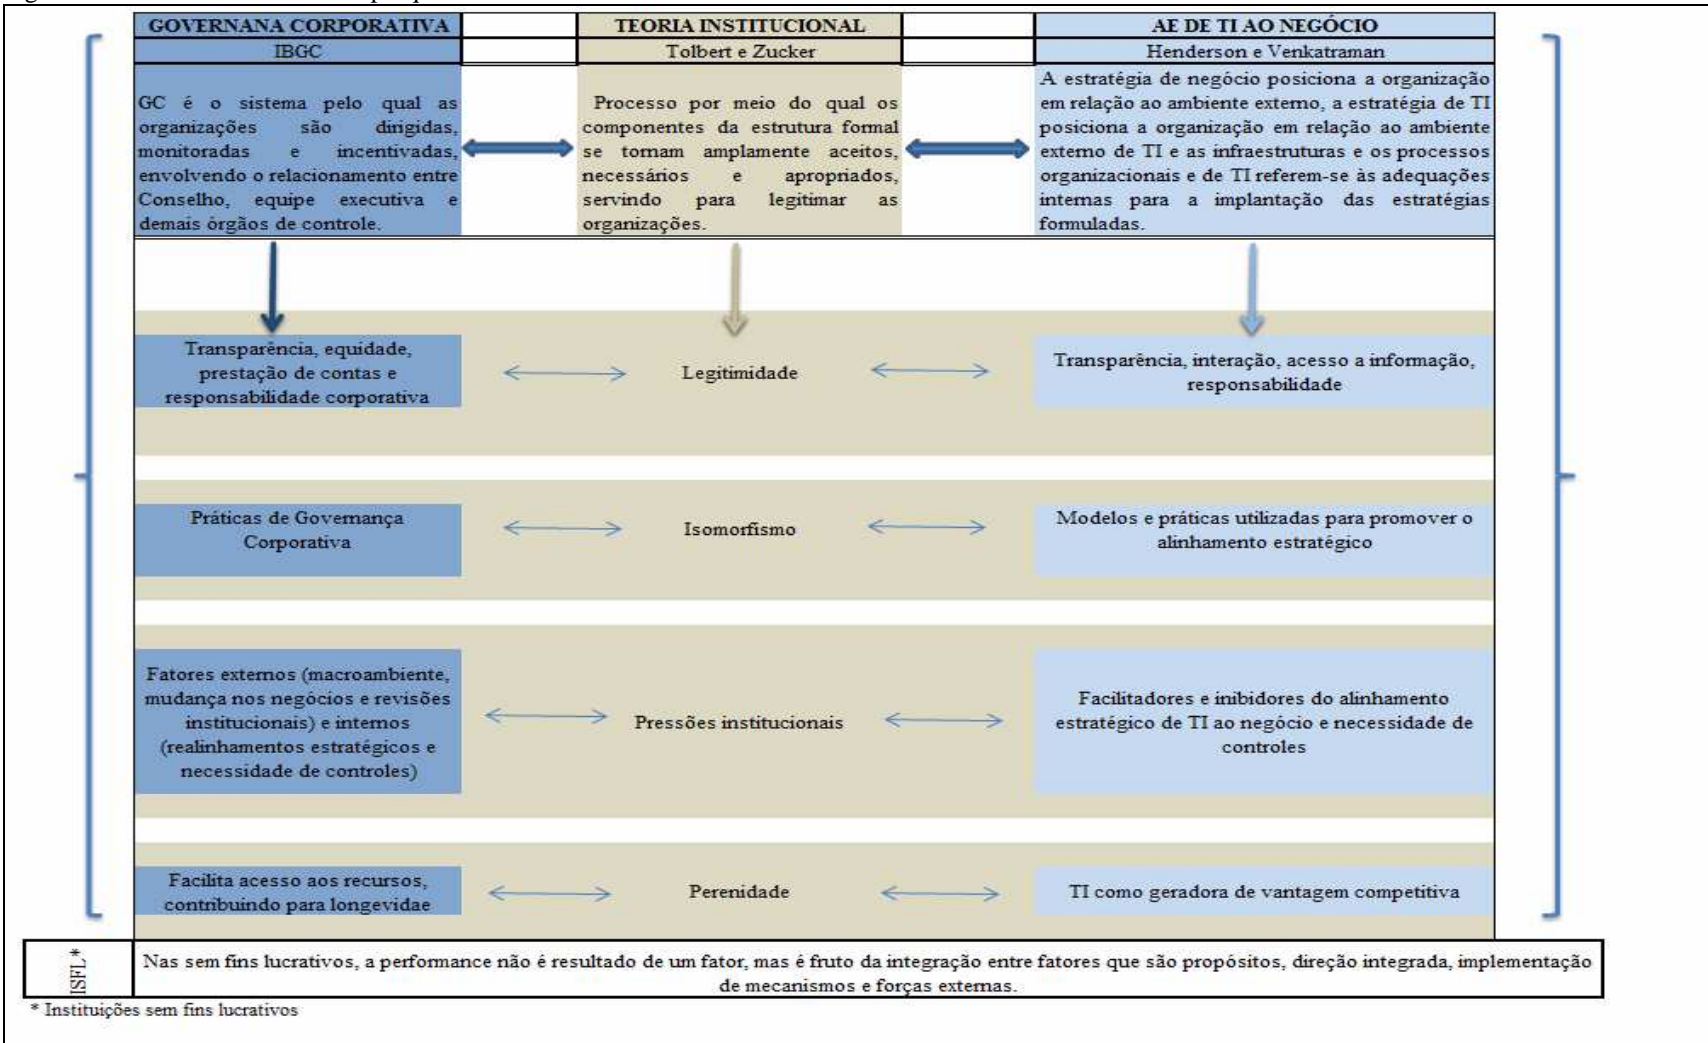 GOVERNANA CORPORATIVA
TEORIA INSTITUCIONAL
AE DE TI AO NEGÓCIO
IBGC
Tolbert e Zucker
Henderson e Venkatraman
GC é o sistema pelo qual as
organizações são dirigidas,
monitoradas e incentivadas,
envolvendo o relacionamento entre
Conselho, equipe executiva e
demais órgãos de controle.
Processo por meio do qual os
componentes da estrutura formal
se tornam amplamente aceitos,
necessários e apropriados,
servindo para legitimar as
organizações.
A estratégia de negócio posiciona a organização
em relação ao ambiente externo, a estratégia de TI
posiciona a organização em relação ao ambiente
externo de TI e as infraestruturas e os processos
organizacionais e de TI referem-se às adequações
internas para a implantação das estratégias
formuladas.
Transparência, equidade,
prestação de contas e
responsabilidade corporativa
Legitimidade
Transparência, interação, acesso a informação,
responsabilidade
Práticas de Governança
Corporativa
Isomorfismo
Modelos e práticas utilizadas para promover o
alinhamento estratégico
Fatores externos (macroambiente,
mudança nos negócios e revisões
institucionais) e internos
(realinhamentos estratégicos e
necessidade de controles)
Pressões institucionais
Facilitadores e inibidores do alinhamento
estratégico de TI ao negócio e necessidade de
controles
Facilita acesso aos recursos,
contribuindo para longevidae
Perenidade
TI como geradora de vantagem competitiva
ISFL*
Nas sem fins lucrativos, a performance não é resultado de um fator, mas é fruto da integração entre fatores que são propósitos, direção integrada, implementação
de mecanismos e forças externas.
* Instituições sem fins lucrativos